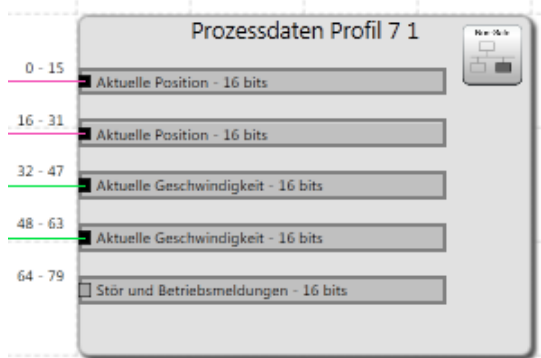 Prozessdaten Profil 7 1
0 - 15
Aktuelle Position - 16 bits
16 - 31
Aktuelle Position - 16 bits
32 - 47
Aktuelle Geschwindigkeit - 16 bits
48 - 63
Aktuelle Geschwindigkeit - 16 bits
64 - 79
Stör und Betriebsmeldungen - 16 bits